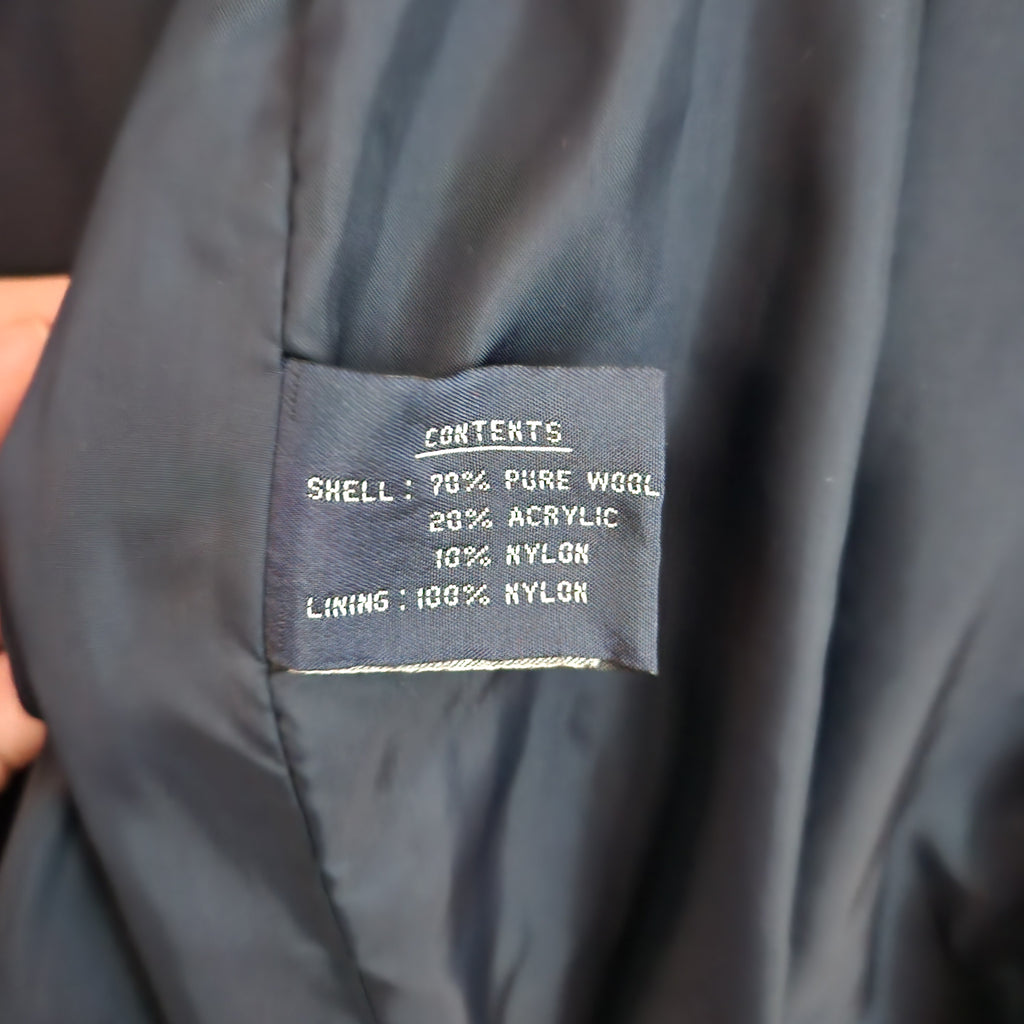 CONTENTS
SHELL: 70% PURE WOOL
20% ACRYLIC
10% NYLON
LINING: 100% NYLON